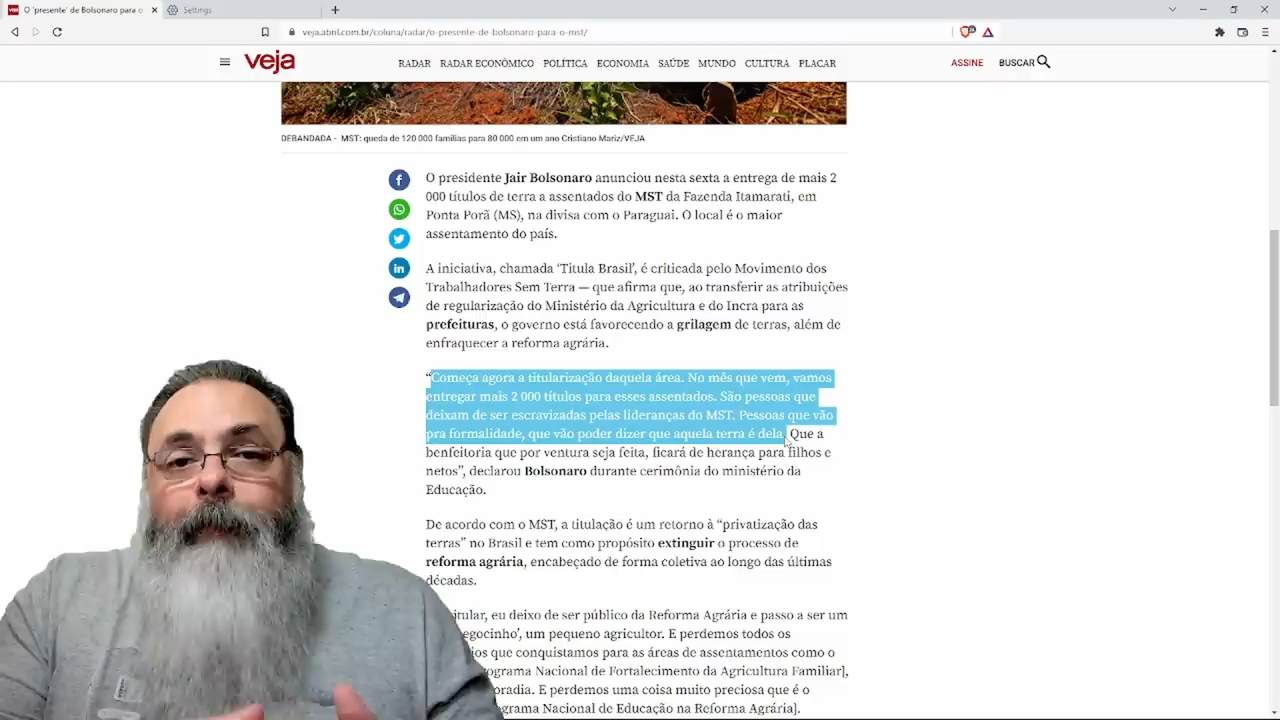 O 'presente' de Bolsonaro para o
Settings
veja.abril.com.br/coluna/radar/o-presente-de-bolsonaro-para-o-mst/
veja
RADAR RADAR ECONÔMICO POLÍTICA ECONOMIA SAÚDE MUNDO CULTURA PLACAR
ASSINE
BUSCAR
DEBANDADA - MST: queda de 120 000 famílias para 80 000 em um ano Cristiano Mariz/VEJA
O presidente Jair Bolsonaro anunciou nesta sexta a entrega de mais 2
000 títulos de terra a assentados do MST da Fazenda Itamarati, em
Ponta Porã (MS), na divisa com o Paraguai. O local é o maior
assentamento do país.
A iniciativa, chamada ‘Titula Brasil’, é criticada pelo Movimento dos
Trabalhadores Sem Terra — que afirma que, ao transferir as atribuições
de regularização do Ministério da Agricultura e do Incra para as
prefeituras, o governo está favorecendo a grilagem de terras, além de
enfraquecer a reforma agrária.
“Começa agora a titularização daquela área. No mês que vem, vamos
entregar mais 2 000 títulos para esses assentados. São pessoas que
deixam de ser escravizadas pelas lideranças do MST. Pessoas que vão
pra formalidade, que vão poder dizer que aquela terra é dela. Que a
benfeitoria que por ventura seja feita, ficará de herança para filhos e
netos”, declarou Bolsonaro durante cerimônia do ministério da
Educação.
De acordo com o MST, a titulação é um retorno à “privatização das
terras” no Brasil e tem como propósito extinguir o processo de
reforma agrária, encabeçado de forma coletiva ao longo das últimas
décadas.
itular, eu deixo de ser público da Reforma Agrária e passo a ser um
egocinho’, um pequeno agricultor. E perdemos todos os
ios que conquistamos para as áreas de assentamentos como o
ograma Nacional de Fortalecimento da Agricultura Familiar],
oradia. E perdemos uma coisa muito preciosa que é o
grama Nacional de Educação na Reforma Agrária].